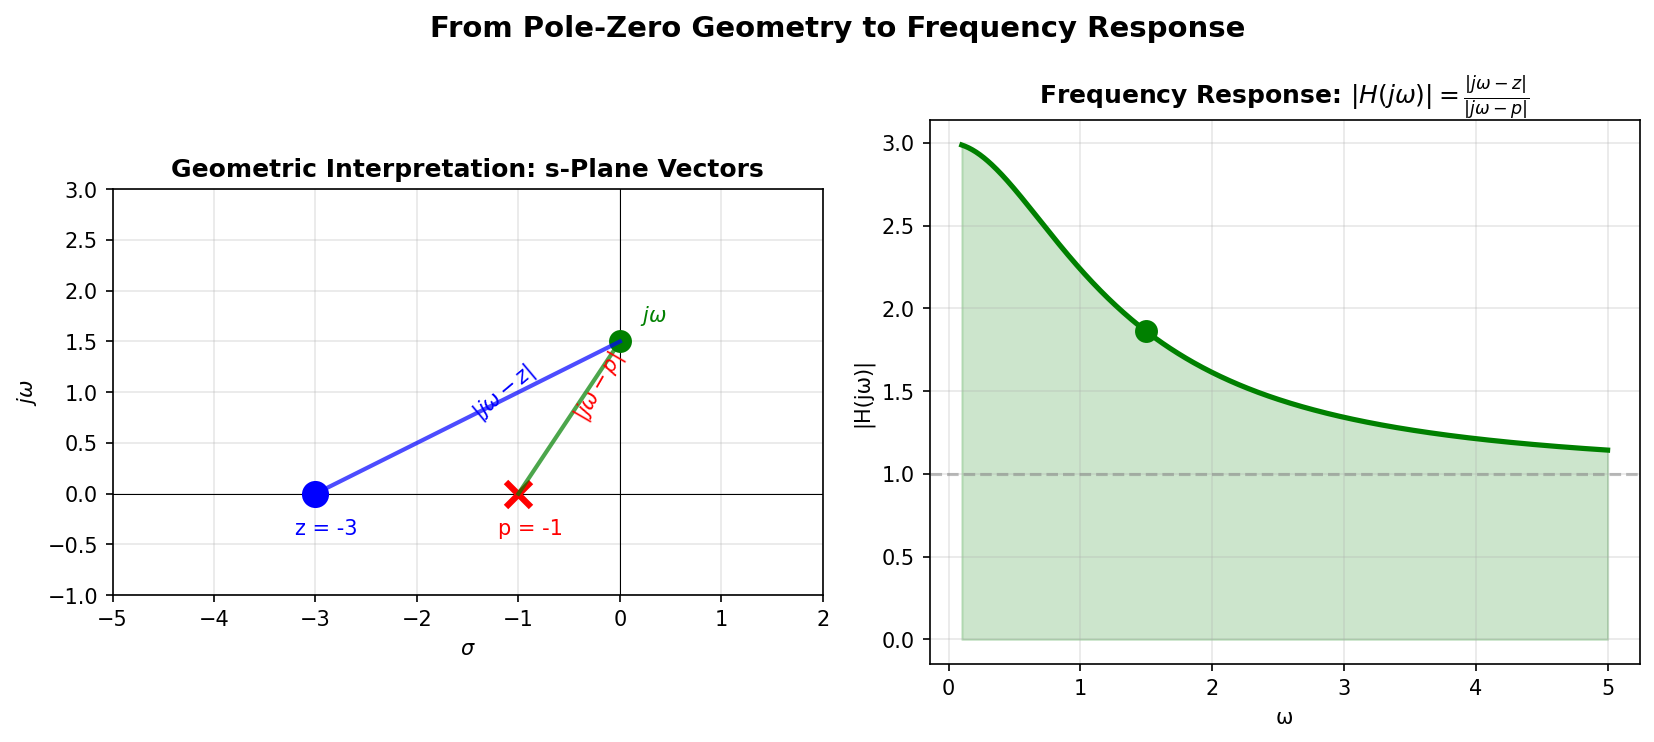 From Pole-Zero Geometry to Frequency Response
Geometric Interpretation: s-Plane Vectors
3.0
2.5
2.0
1.5
1.0
0.5
0.0
−0.5
−1.0
jω
jω
|jω − z|
|jω − p|
z = -3
p = -1
−5 −4 −3 −2 −1 0 1 2
σ
Frequency Response: |H(jω)| = |jω − z| / |jω − p|
3.0
2.5
2.0
1.5
1.0
0.5
0.0
|H(jω)|
0 1 2 3 4 5
ω